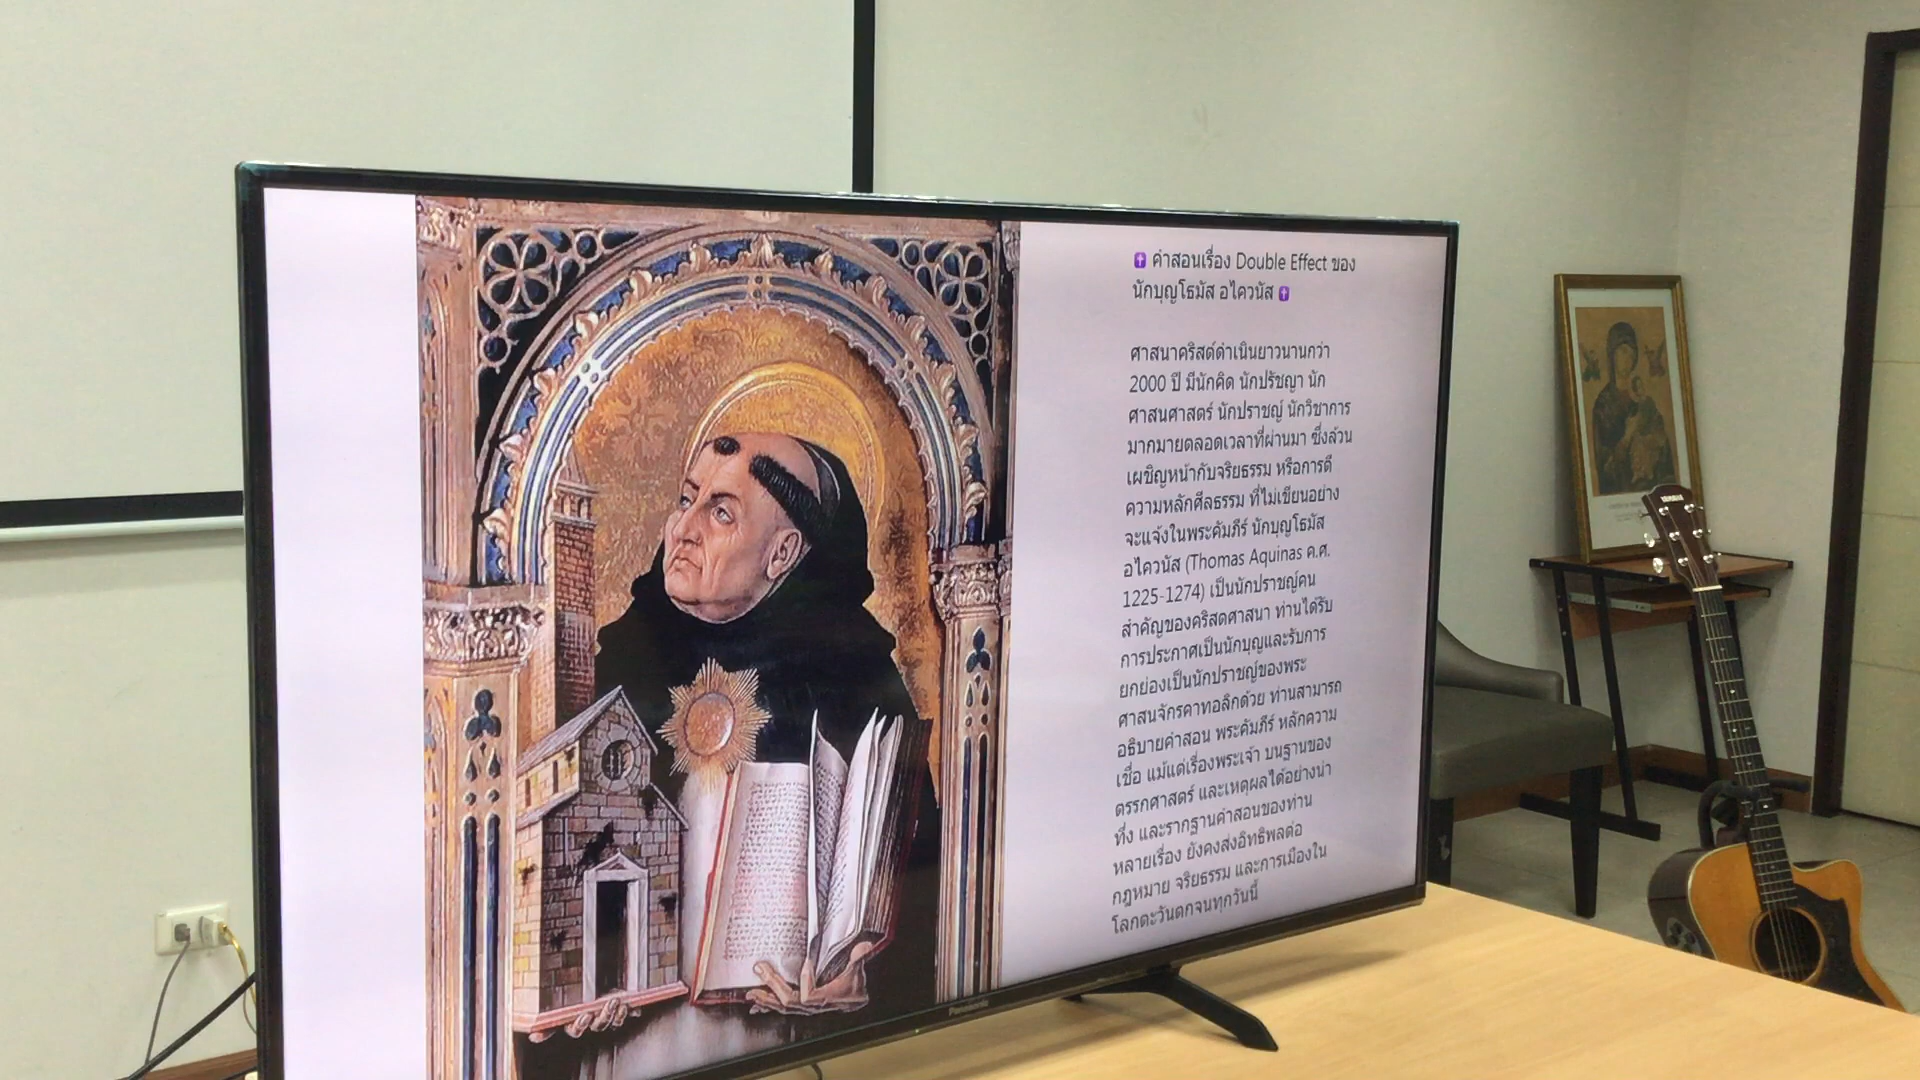 ✝️ คำสอนเรื่อง Double Effect ของ
นักบุญโธมัส อไควนัส ✝️
ศาสนาคริสต์ดำเนินยาวนานกว่า
2000 ปี มีนักคิด นักปรัชญา นัก
ศาสนศาสตร์ นักปราชญ์ นักวิชาการ
มากมายตลอดเวลาที่ผ่านมา ซึ่งล้วน
เผชิญหน้ากับจริยธรรม หรือการตี
ความหลักศีลธรรม ที่ไม่เขียนอย่าง
จะแจ้งในพระคัมภีร์ นักบุญโธมัส
อไควนัส (Thomas Aquinas ค.ศ.
1225-1274) เป็นนักปราชญ์คน
สำคัญของคริสตศาสนา ท่านได้รับ
การประกาศเป็นนักบุญและรับการ
ยกย่องเป็นนักปราชญ์ของพระ
ศาสนจักรคาทอลิกด้วย ท่านสามารถ
อธิบายคำสอน พระคัมภีร์ หลักความ
เชื่อ แม้แต่เรื่องพระเจ้า บนฐานของ
ตรรกศาสตร์ และเหตุผลได้อย่างน่า
ทึ่ง และรากฐานคำสอนของท่าน
หลายเรื่อง ยังคงส่งอิทธิพลต่อ
กฎหมาย จริยธรรม และการเมืองใน
โลกตะวันตกจนทุกวันนี้
Panasonic
YAMAHA